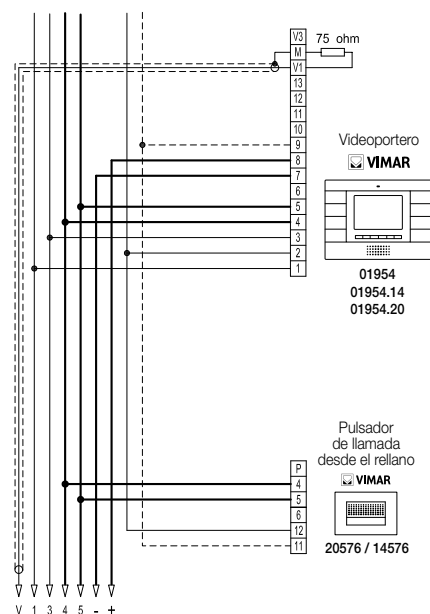 V3
M
V1
75 ohm
13
12
11
10
9
8
7
6
5
4
3
2
1
Videoportero
VIMAR
01954
01954.14
01954.20
Pulsador
de llamada
desde el rellano
VIMAR
20576 / 14576
P
4
5
6
12
11
V 1 3 4 5 - +